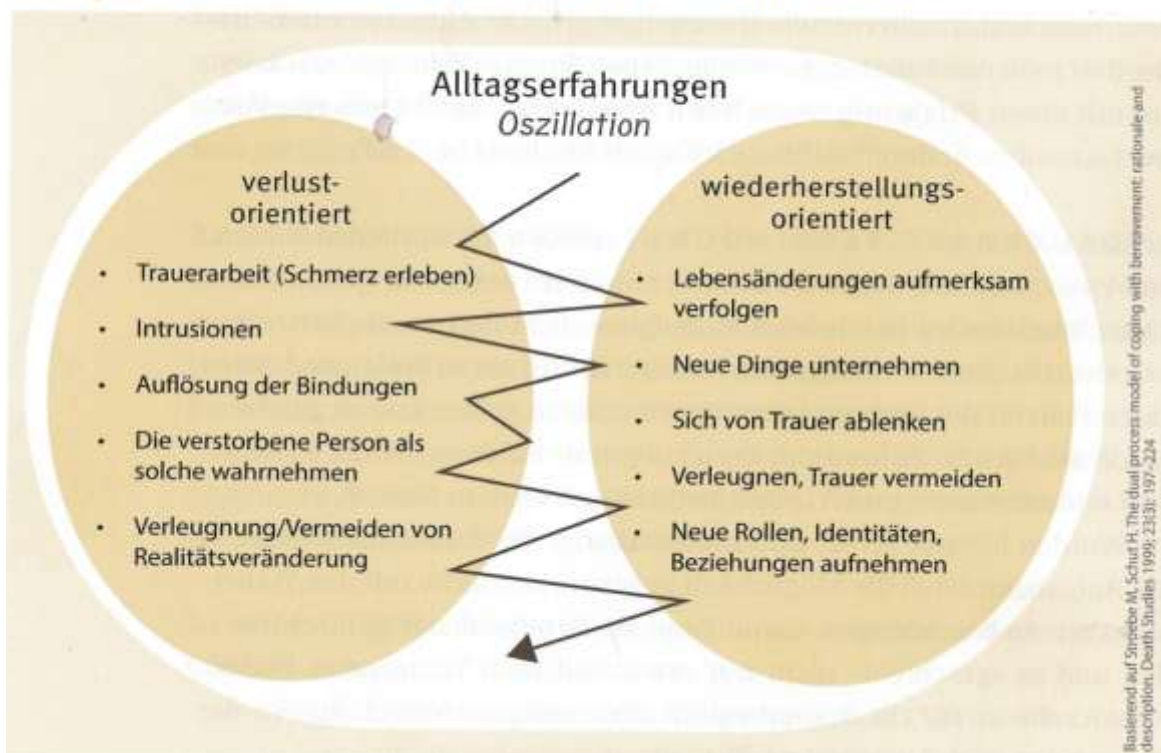 Alltagserfahrungen
Oszillation
verlust-
orientiert
• Trauerarbeit (Schmerz erleben)
• Intrusionen
• Auflösung der Bindungen
• Die verstorbene Person als
solche wahrnehmen
• Verleugnung/Vermeiden von
Realitätsveränderung
wiederherstellungs-
orientiert
• Lebensänderungen aufmerksam
verfolgen
• Neue Dinge unternehmen
• Sich von Trauer ablenken
• Verleugnen, Trauer vermeiden
• Neue Rollen, Identitäten,
Beziehungen aufnehmen
Basierend auf Stroebe M, Schut H. The dual process model of coping with bereavement: rationale and
description. Death Studies 1999; 23(3): 197-224